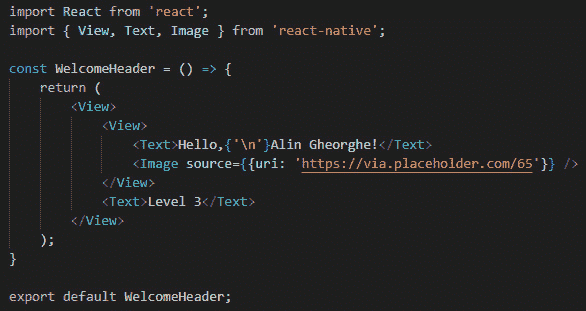 import React from 'react';
import { View, Text, Image } from 'react-native';
const WelcomeHeader = () => {
return (
<View>
<View>
<Text>Hello,{'\n'}Alin Gheorghe!</Text>
<Image source={{uri: 'https://via.placeholder.com/65'}} />
</View>
<Text>Level 3</Text>
</View>
);
}
export default WelcomeHeader;